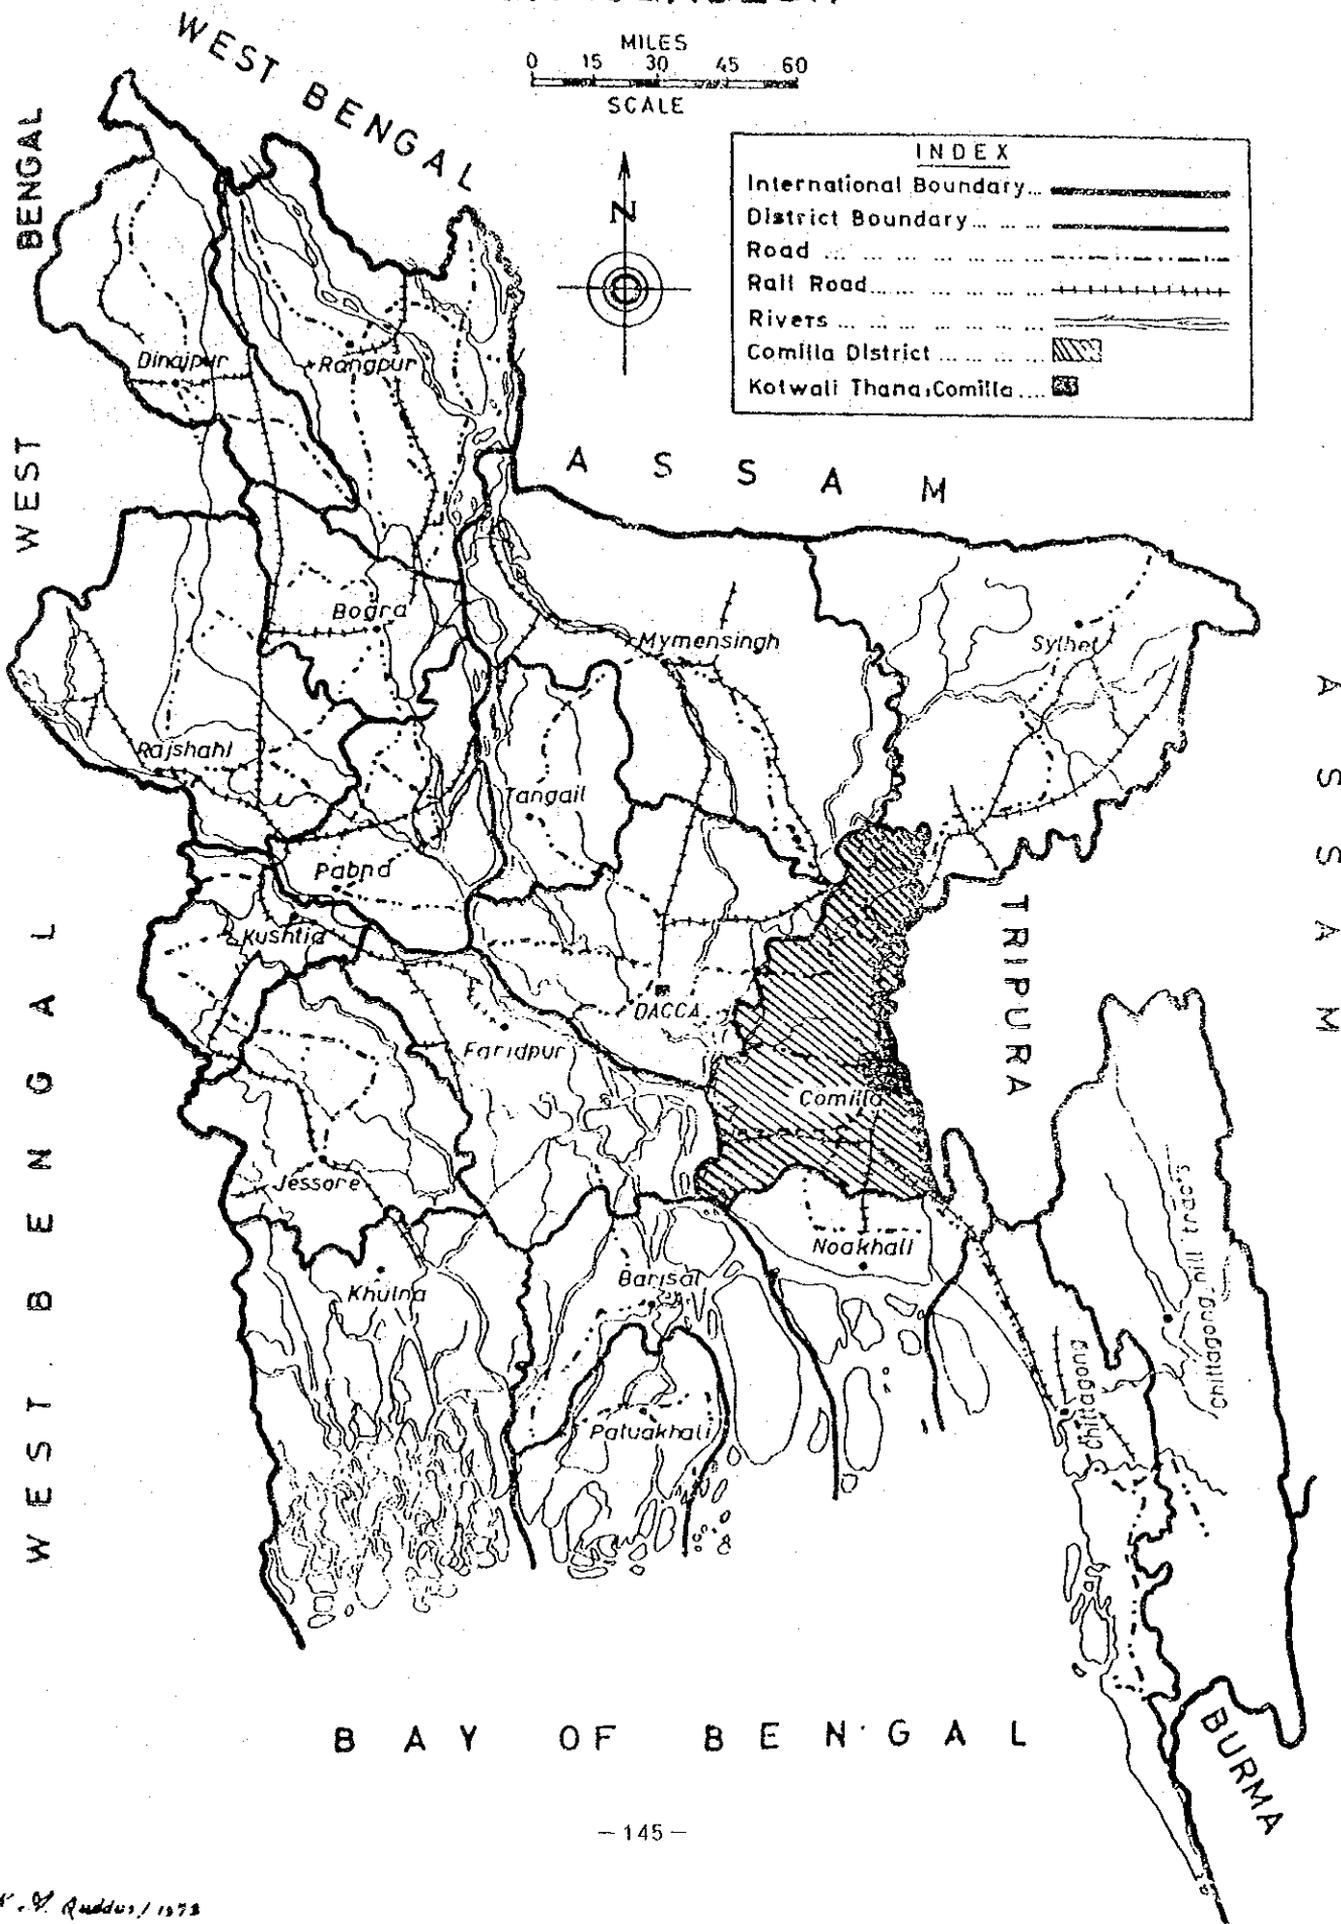 WEST BENGAL
MILES
0 15 30 45 60
SCALE
INDEX
International Boundary...
District Boundary... ... ...
Road ... ... ... ... ... ...
Rail Road... ... ... ... ...
Rivers ... ... ... ... ... ...
Comilla District ... ... ...
Kotwali Thana, Comilla ....
N
WEST BENGAL
ASSAM
ASSAM
Dinajpur
Rangpur
Bogra
Mymensingh
Sylhet
Rajshahi
Tangail
Pabna
Kushtia
DACCA
Faridpur
Comilla
TRIPURA
Jessore
Noakhali
Khulna
Barisal
Patuakhali
Chittagong
Chittagong hill tracts
WEST BENGAL
BAY OF BENGAL
BURMA
—145—
Quddus/1973